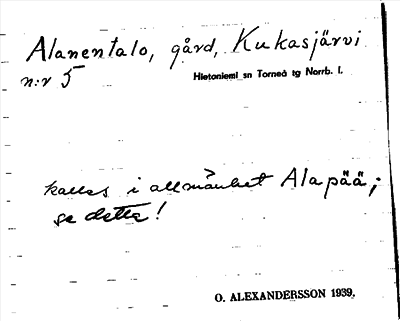 Alanentalo, gård, Kukasjärvi
n:r 5
Hietaniemi sn Torneå tg Norrb. l.
kallas i allmänhet Alapää;
se detta!
O. ALEXANDERSSON 1939.